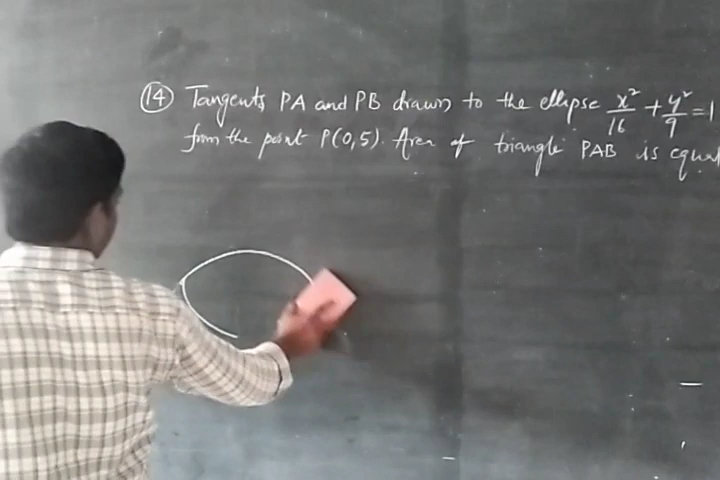 (14) Tangents PA and PB drawn to the ellipse x²/16 + y²/9 = 1
from the point P(0,5). Area of triangle PAB is equal